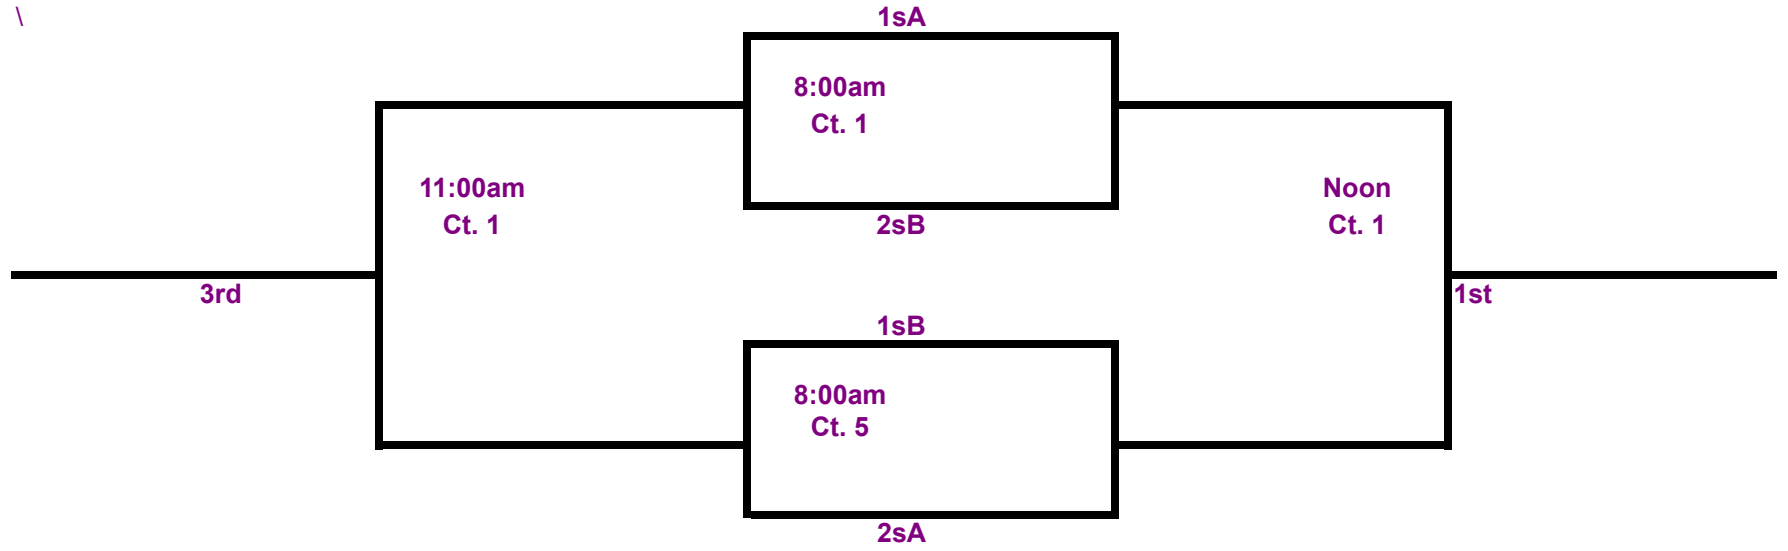 \
1sA
8:00am
Ct. 1
2sB
11:00am
Ct. 1
Noon
Ct. 1
3rd
1st
1sB
8:00am
Ct. 5
2sA